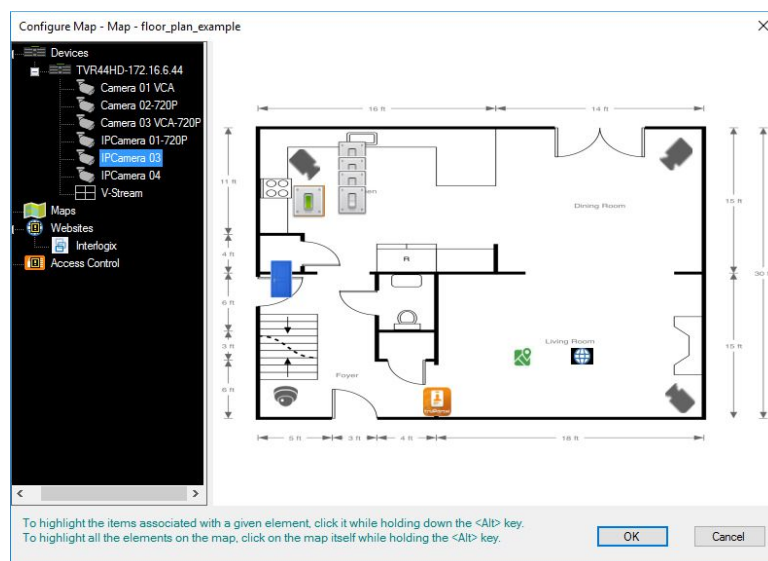 Configure Map - Map - floor_plan_example
Devices
TVR44HD-172.16.6.44
Camera 01 VCA
Camera 02-720P
Camera 03 VCA-720P
IPCamera 01-720P
IPCamera 03
IPCamera 04
V-Stream
Maps
Websites
Interlogix
Access Control
16 ft
14 ft
11 ft
Dining Room
15 ft
4 ft
R
30 ft
6 ft
3 ft
Living Room
15 ft
Foyer
6 ft
5 ft
3 ft
4 ft
18 ft
To highlight the items associated with a given element, click it while holding down the <Alt> key.
To highlight all the elements on the map, click on the map itself while holding the <Alt> key.
OK
Cancel